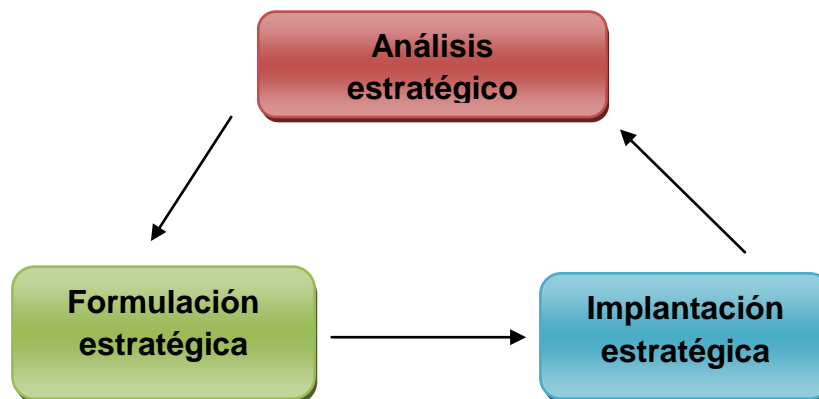 Análisis
estratégico
Formulación
estratégica
Implantación
estratégica